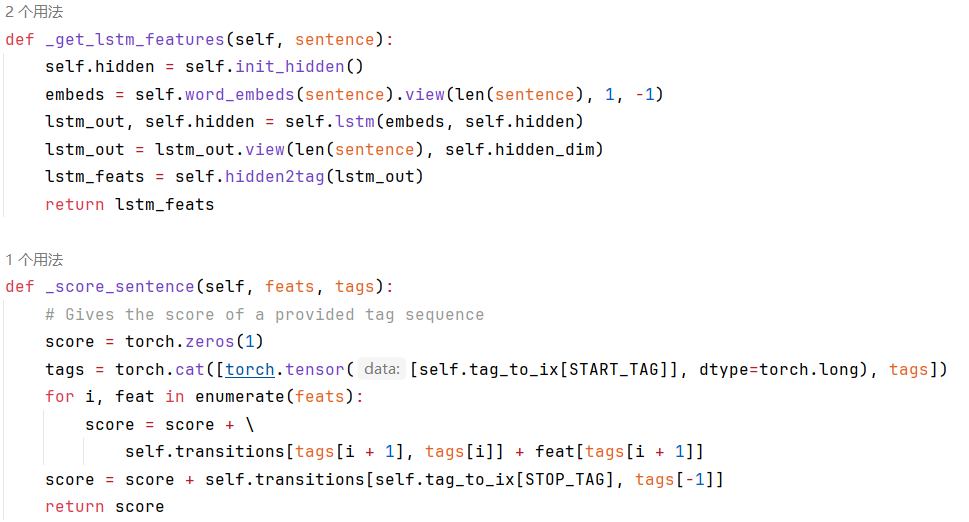 2 个用法
def _get_lstm_features(self, sentence):
    self.hidden = self.init_hidden()
    embeds = self.word_embeds(sentence).view(len(sentence), 1, -1)
    lstm_out, self.hidden = self.lstm(embeds, self.hidden)
    lstm_out = lstm_out.view(len(sentence), self.hidden_dim)
    lstm_feats = self.hidden2tag(lstm_out)
    return lstm_feats
1 个用法
def _score_sentence(self, feats, tags):
    # Gives the score of a provided tag sequence
    score = torch.zeros(1)
    tags = torch.cat([torch.tensor( data: [self.tag_to_ix[START_TAG]], dtype=torch.long), tags])
    for i, feat in enumerate(feats):
        score = score + \
            self.transitions[tags[i + 1], tags[i]] + feat[tags[i + 1]]
    score = score + self.transitions[self.tag_to_ix[STOP_TAG], tags[-1]]
    return score